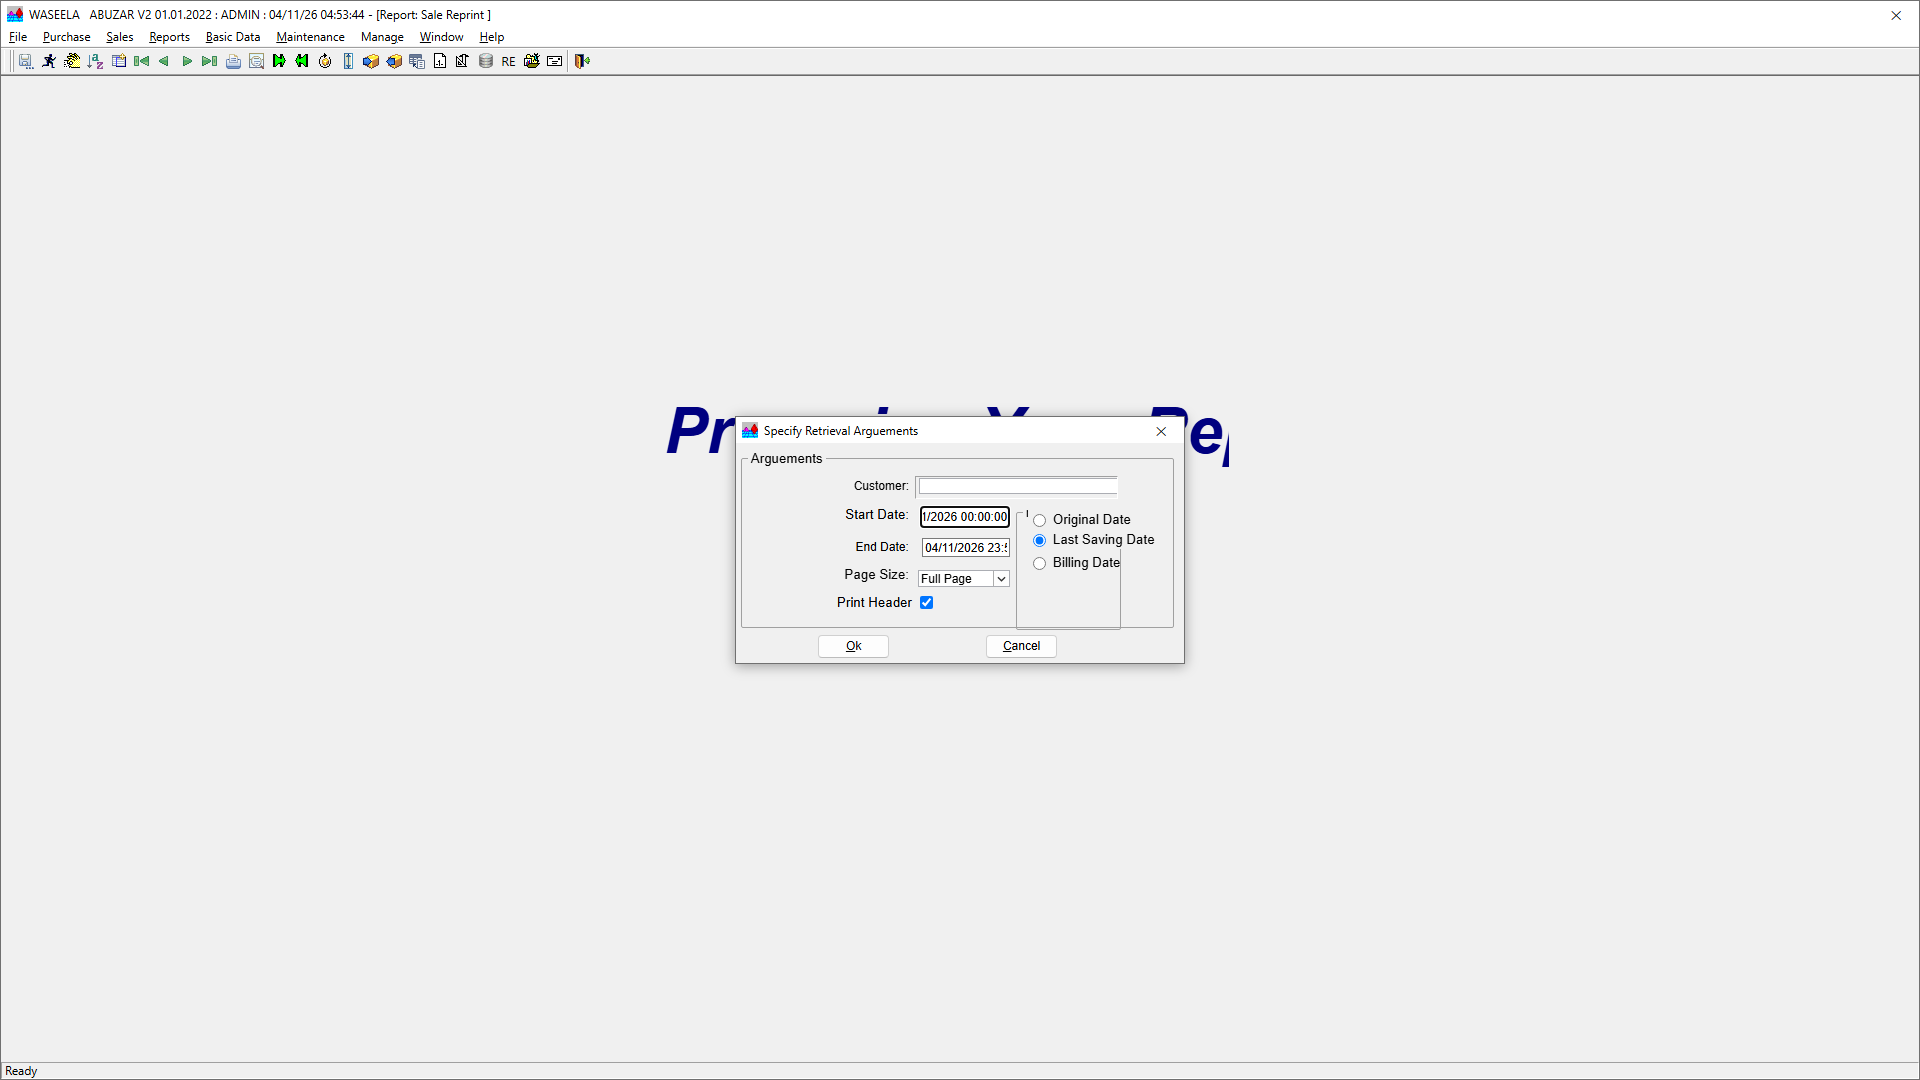 WASEELA ABUZAR V2 01.01.2022 : ADMIN : 04/11/26 04:53:44 - [Report: Sale Reprint ]
File Purchase Sales Reports Basic Data Maintenance Manage Window Help
RE
Specify Retrieval Arguements
Arguements
Customer:
Start Date: 1/2026 00:00:00
Original Date
Last Saving Date
End Date: 04/11/2026 23:
Billing Date
Page Size: Full Page
Print Header
Ok Cancel
Ready